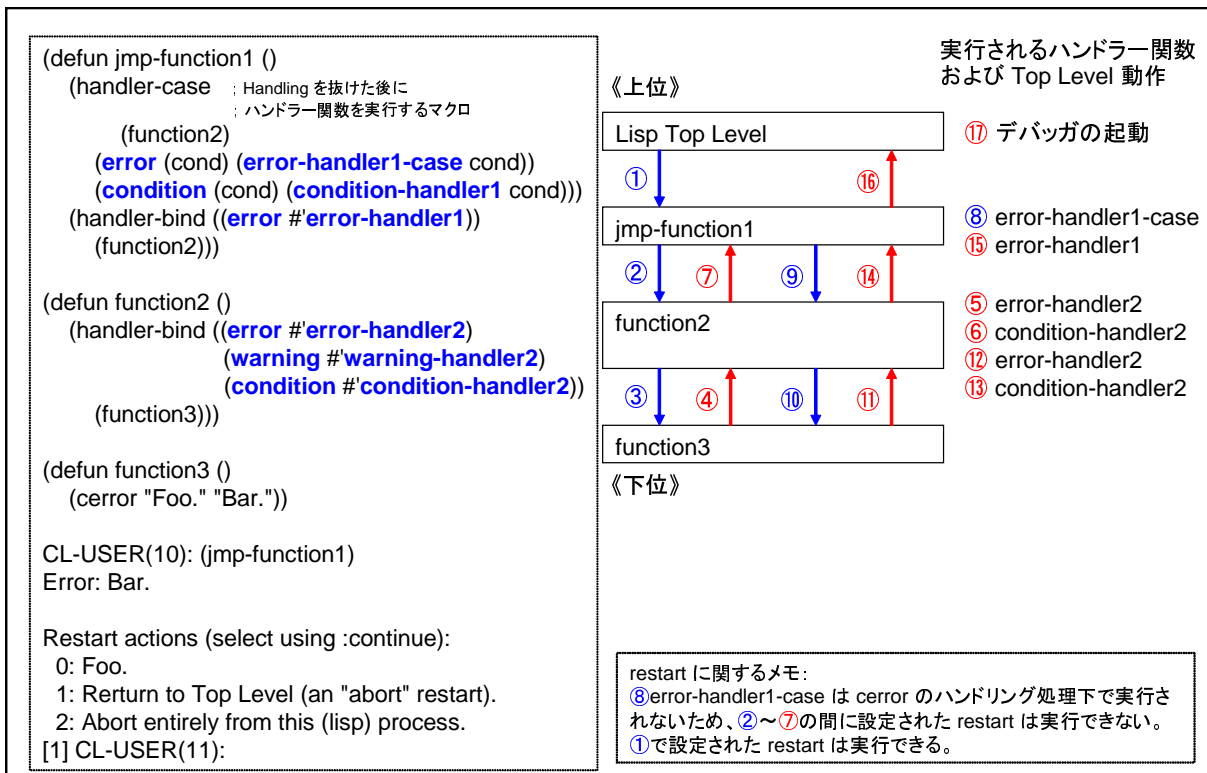 (defun jmp-function1 ()
(handler-case ; Handling を抜けた後に
; ハンドラー関数を実行するマクロ
(function2)
(error (cond) (error-handler1-case cond))
(condition (cond) (condition-handler1 cond)))
(handler-bind ((error #'error-handler1))
(function2)))
(defun function2 ()
(handler-bind ((error #'error-handler2)
(warning #'warning-handler2)
(condition #'condition-handler2))
(function3)))
(defun function3 ()
(cerror "Foo." "Bar."))
CL-USER(10): (jmp-function1)
Error: Bar.
Restart actions (select using :continue):
0: Foo.
1: Rerturn to Top Level (an "abort" restart).
2: Abort entirely from this (lisp) process.
[1] CL-USER(11):
《上位》
Lisp Top Level
① ⑯
jmp-function1
② ⑦ ⑨ ⑭
function2
③ ④ ⑩ ⑪
function3
《下位》
実行されるハンドラー関数
および Top Level 動作
⑰ デバッガの起動
⑧ error-handler1-case
⑮ error-handler1
⑤ error-handler2
⑥ condition-handler2
⑫ error-handler2
⑬ condition-handler2
restart に関するメモ:
⑧error-handler1-case は cerror のハンドリング処理下で実行さ
れないため、②～⑦の間に設定された restart は実行できない。
①で設定された restart は実行できる。